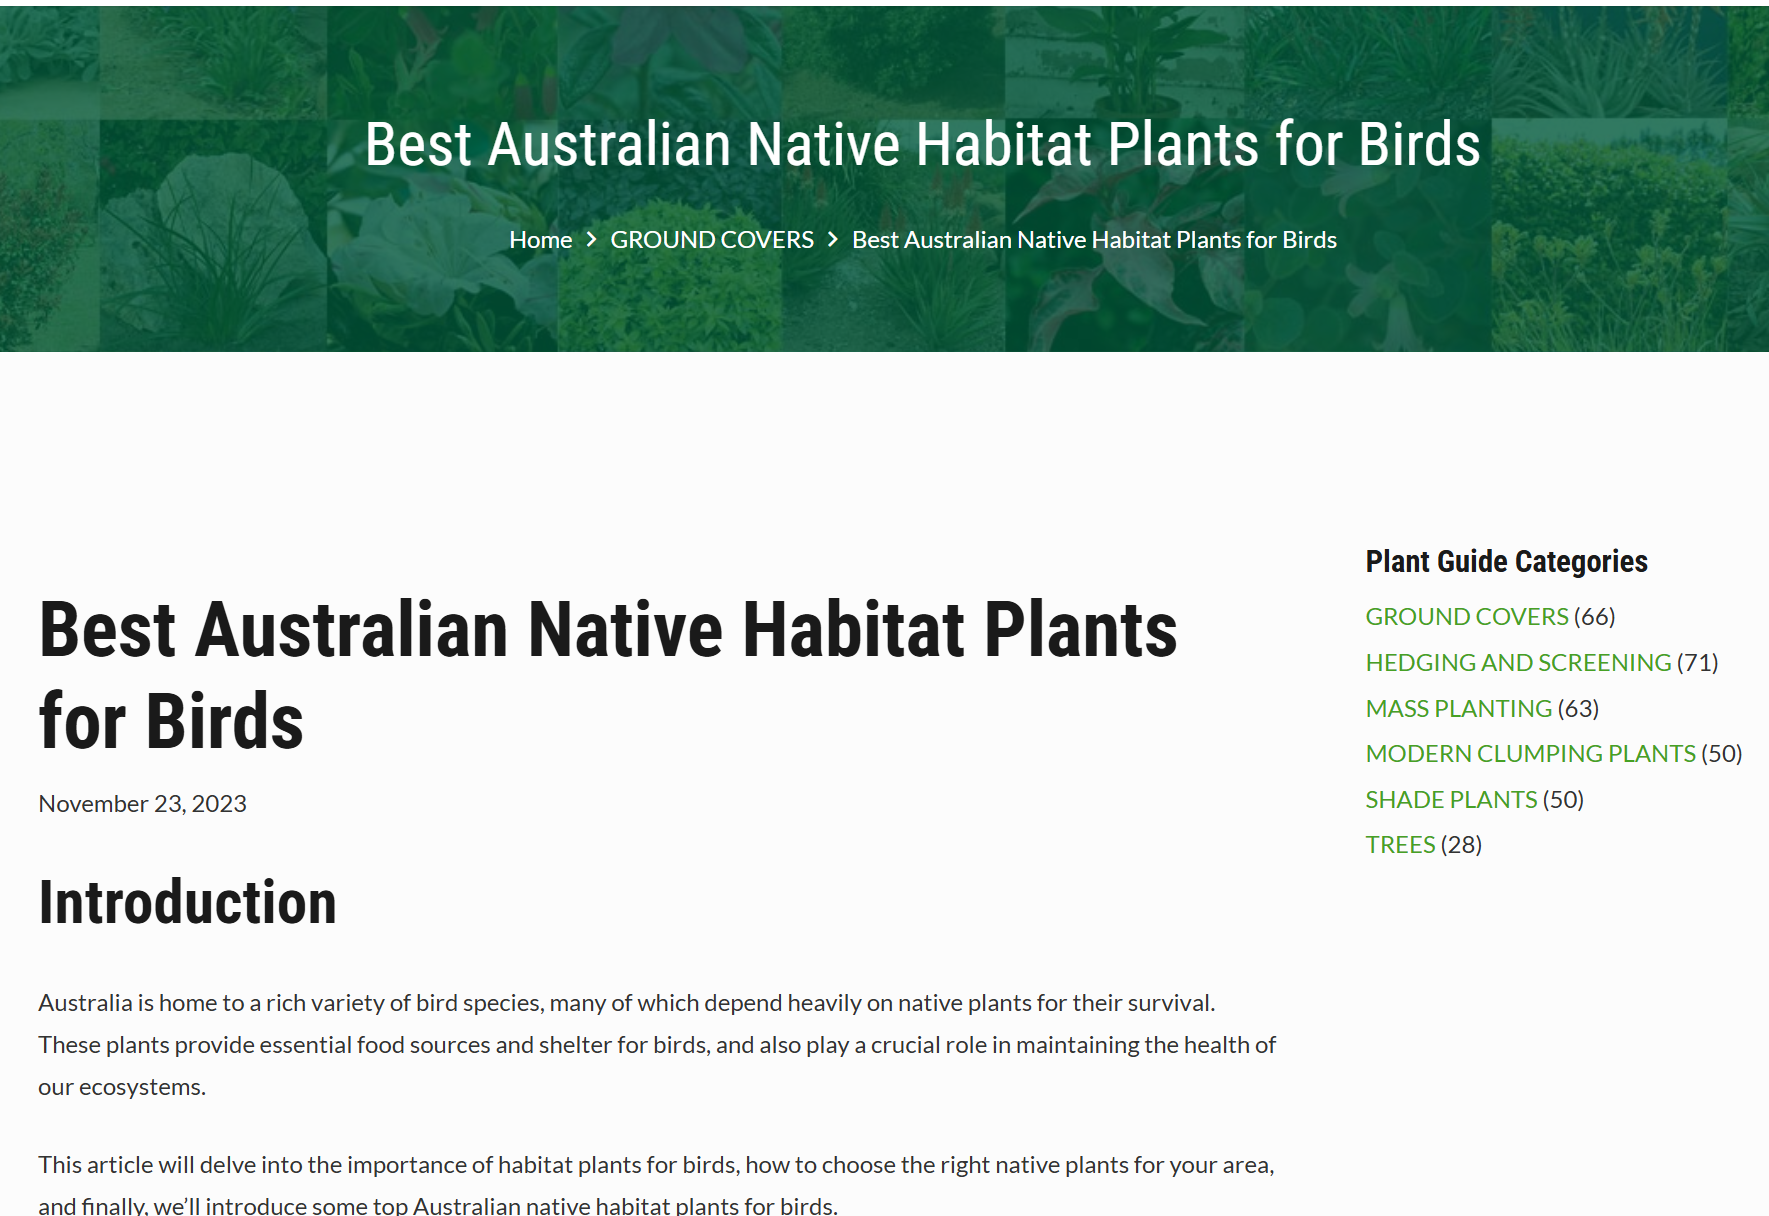 Best Australian Native Habitat Plants for Birds
Home > GROUND COVERS > Best Australian Native Habitat Plants for Birds
Best Australian Native Habitat Plants
for Birds
November 23, 2023
Introduction
Australia is home to a rich variety of bird species, many of which depend heavily on native plants for their survival.
These plants provide essential food sources and shelter for birds, and also play a crucial role in maintaining the health of
our ecosystems.
This article will delve into the importance of habitat plants for birds, how to choose the right native plants for your area,
and finally, we’ll introduce some top Australian native habitat plants for birds.
Plant Guide Categories
GROUND COVERS (66)
HEDGING AND SCREENING (71)
MASS PLANTING (63)
MODERN CLUMPING PLANTS (50)
SHADE PLANTS (50)
TREES (28)